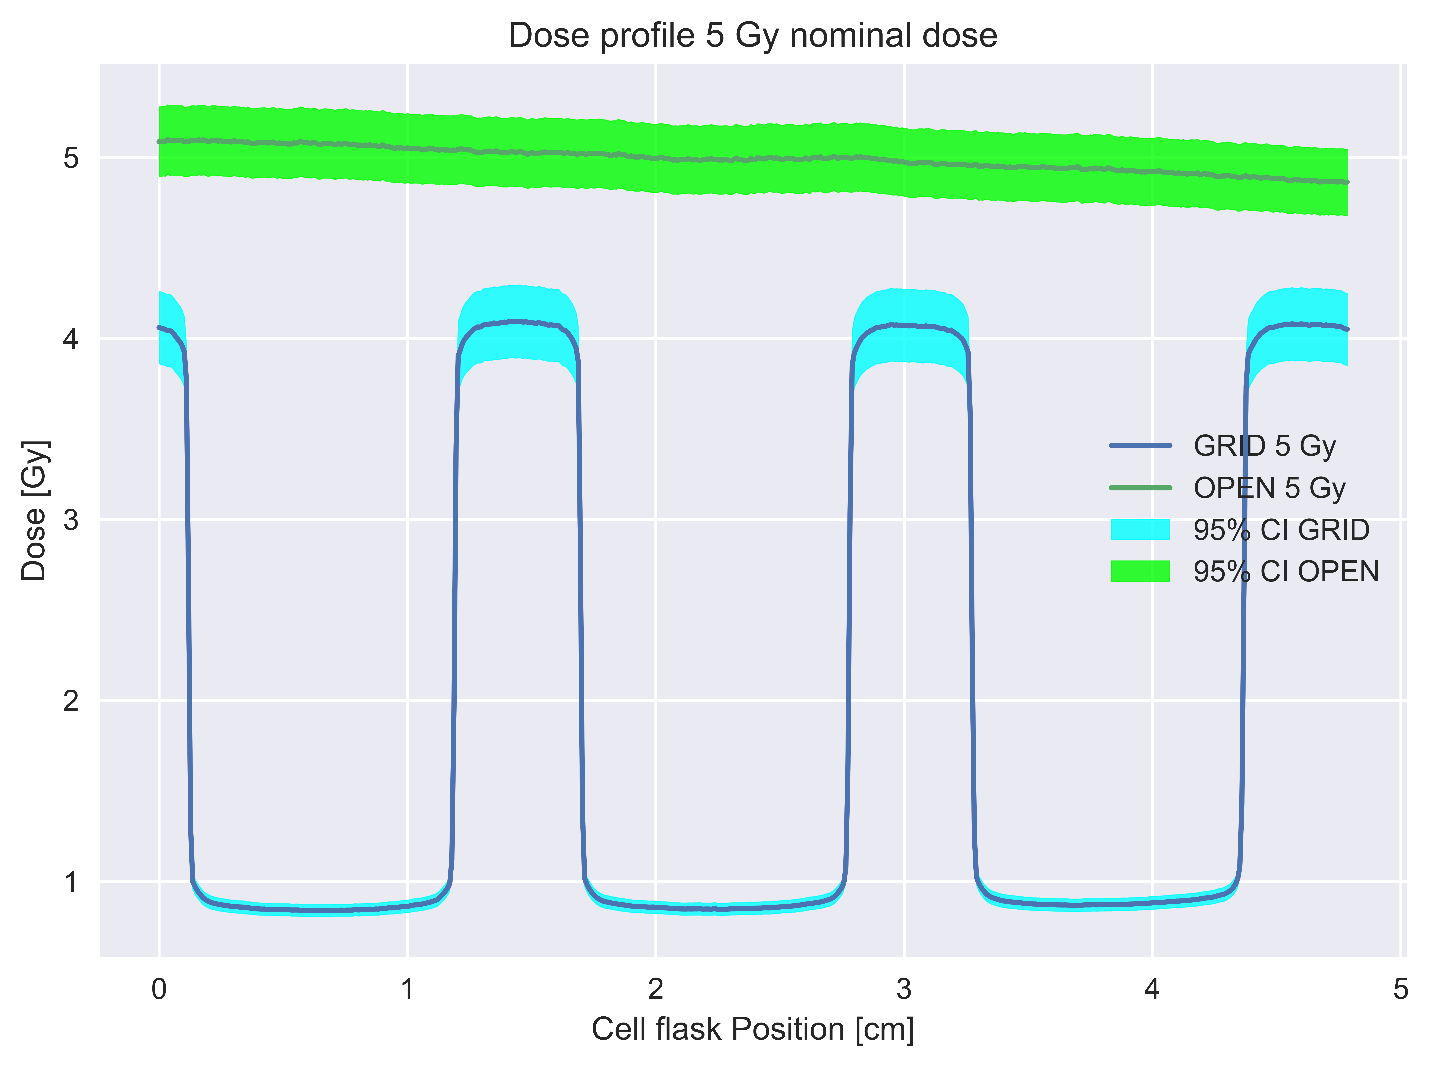 Dose profile 5 Gy nominal dose
Dose [Gy]
5
4
3
2
1
GRID 5 Gy
OPEN 5 Gy
95% CI GRID
95% CI OPEN
0 1 2 3 4 5
Cell flask Position [cm]